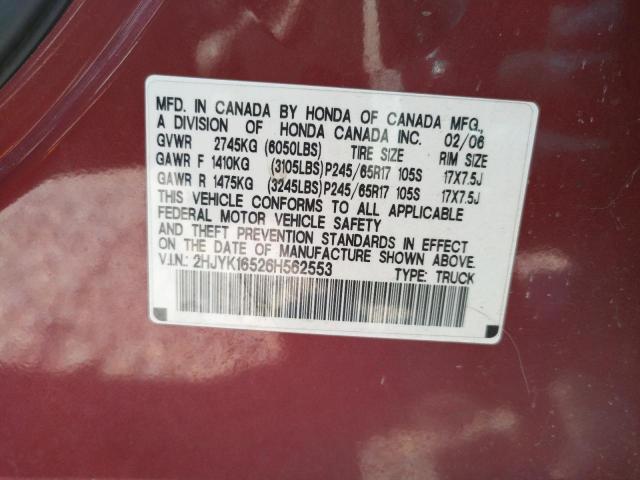 MFD. IN CANADA BY HONDA OF CANADA MFG.,
A DIVISION OF HONDA CANADA INC. 02/06
GVWR 2745KG (6050LBS) TIRE SIZE RIM SIZE
GAWR F 1410KG (3105LBS) P245/65R17 105S 17X7.5J
GAWR R 1475KG (3245LBS) P245/65R17 105S 17X7.5J
THIS VEHICLE CONFORMS TO ALL APPLICABLE
FEDERAL MOTOR VEHICLE SAFETY
AND THEFT PREVENTION STANDARDS IN EFFECT
ON THE DATE OF MANUFACTURE SHOWN ABOVE.
V.I.N.: 2HJYK16526H562553 TYPE: TRUCK